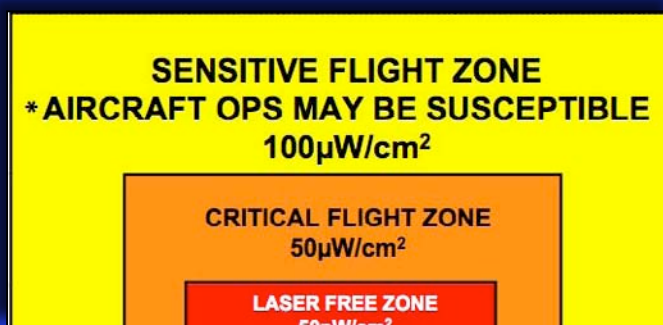 SENSITIVE FLIGHT ZONE
*AIRCRAFT OPS MAY BE SUSCEPTIBLE
100µW/cm²
CRITICAL FLIGHT ZONE
50µW/cm²
LASER FREE ZONE